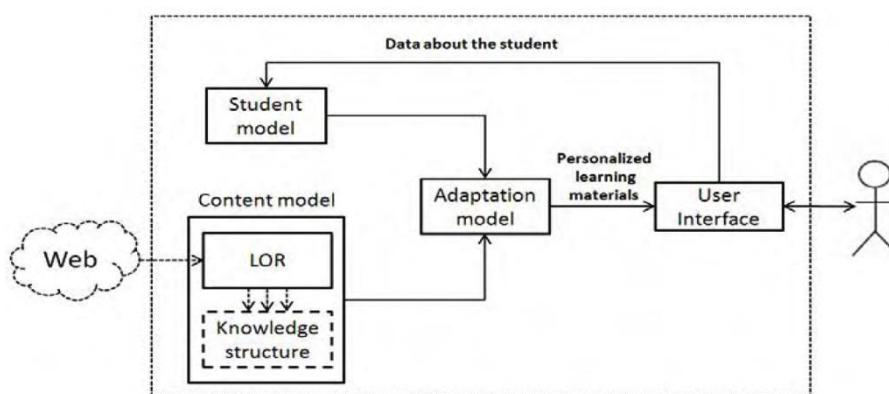 Data about the student
Student
model
Personalized
learning
materials
Content model
Adaptation
model
User
Interface
Web
LOR
Knowledge
structure